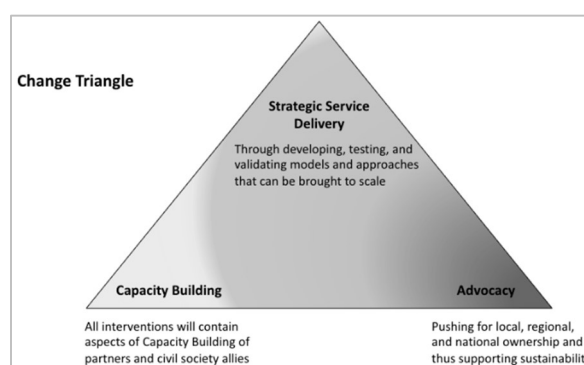 Change Triangle
Strategic Service
Delivery
Through developing, testing, and
validating models and approaches
that can be brought to scale
Capacity Building
Advocacy
All interventions will contain
aspects of Capacity Building of
partners and civil society allies
Pushing for local, regional,
and national ownership and
thus supporting sustainabilit